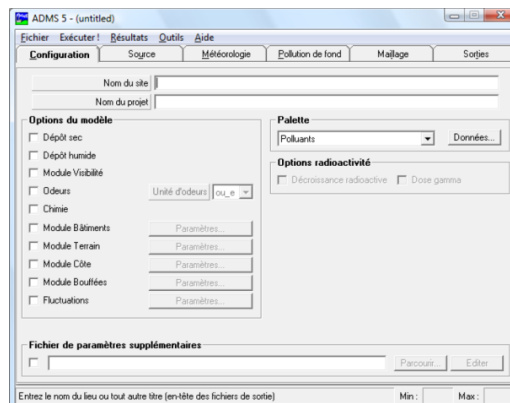 ADMS 5 - (untitled)
Fichier Exécuter! Résultats Outils Aide
Configuration Source Météorologie Pollution de fond Maillage Sorties
Nom du site
Nom du projet
Options du modèle
Dépôt sec
Dépôt humide
Module Visibilité
Odeurs Unité d'odeurs ou_e
Chimie
Module Bâtiments Paramètres...
Module Terrain Paramètres...
Module Côte Paramètres...
Module Bouffées Paramètres...
Fluctuations Paramètres...
Palette
Polluants Données...
Options radioactivité
Décroissance radioactive Dose gamma
Fichier de paramètres supplémentaires
Parcourir... Editer
Entrez le nom du lieu ou tout autre titre (en-tête des fichiers de sortie) Min : Max :